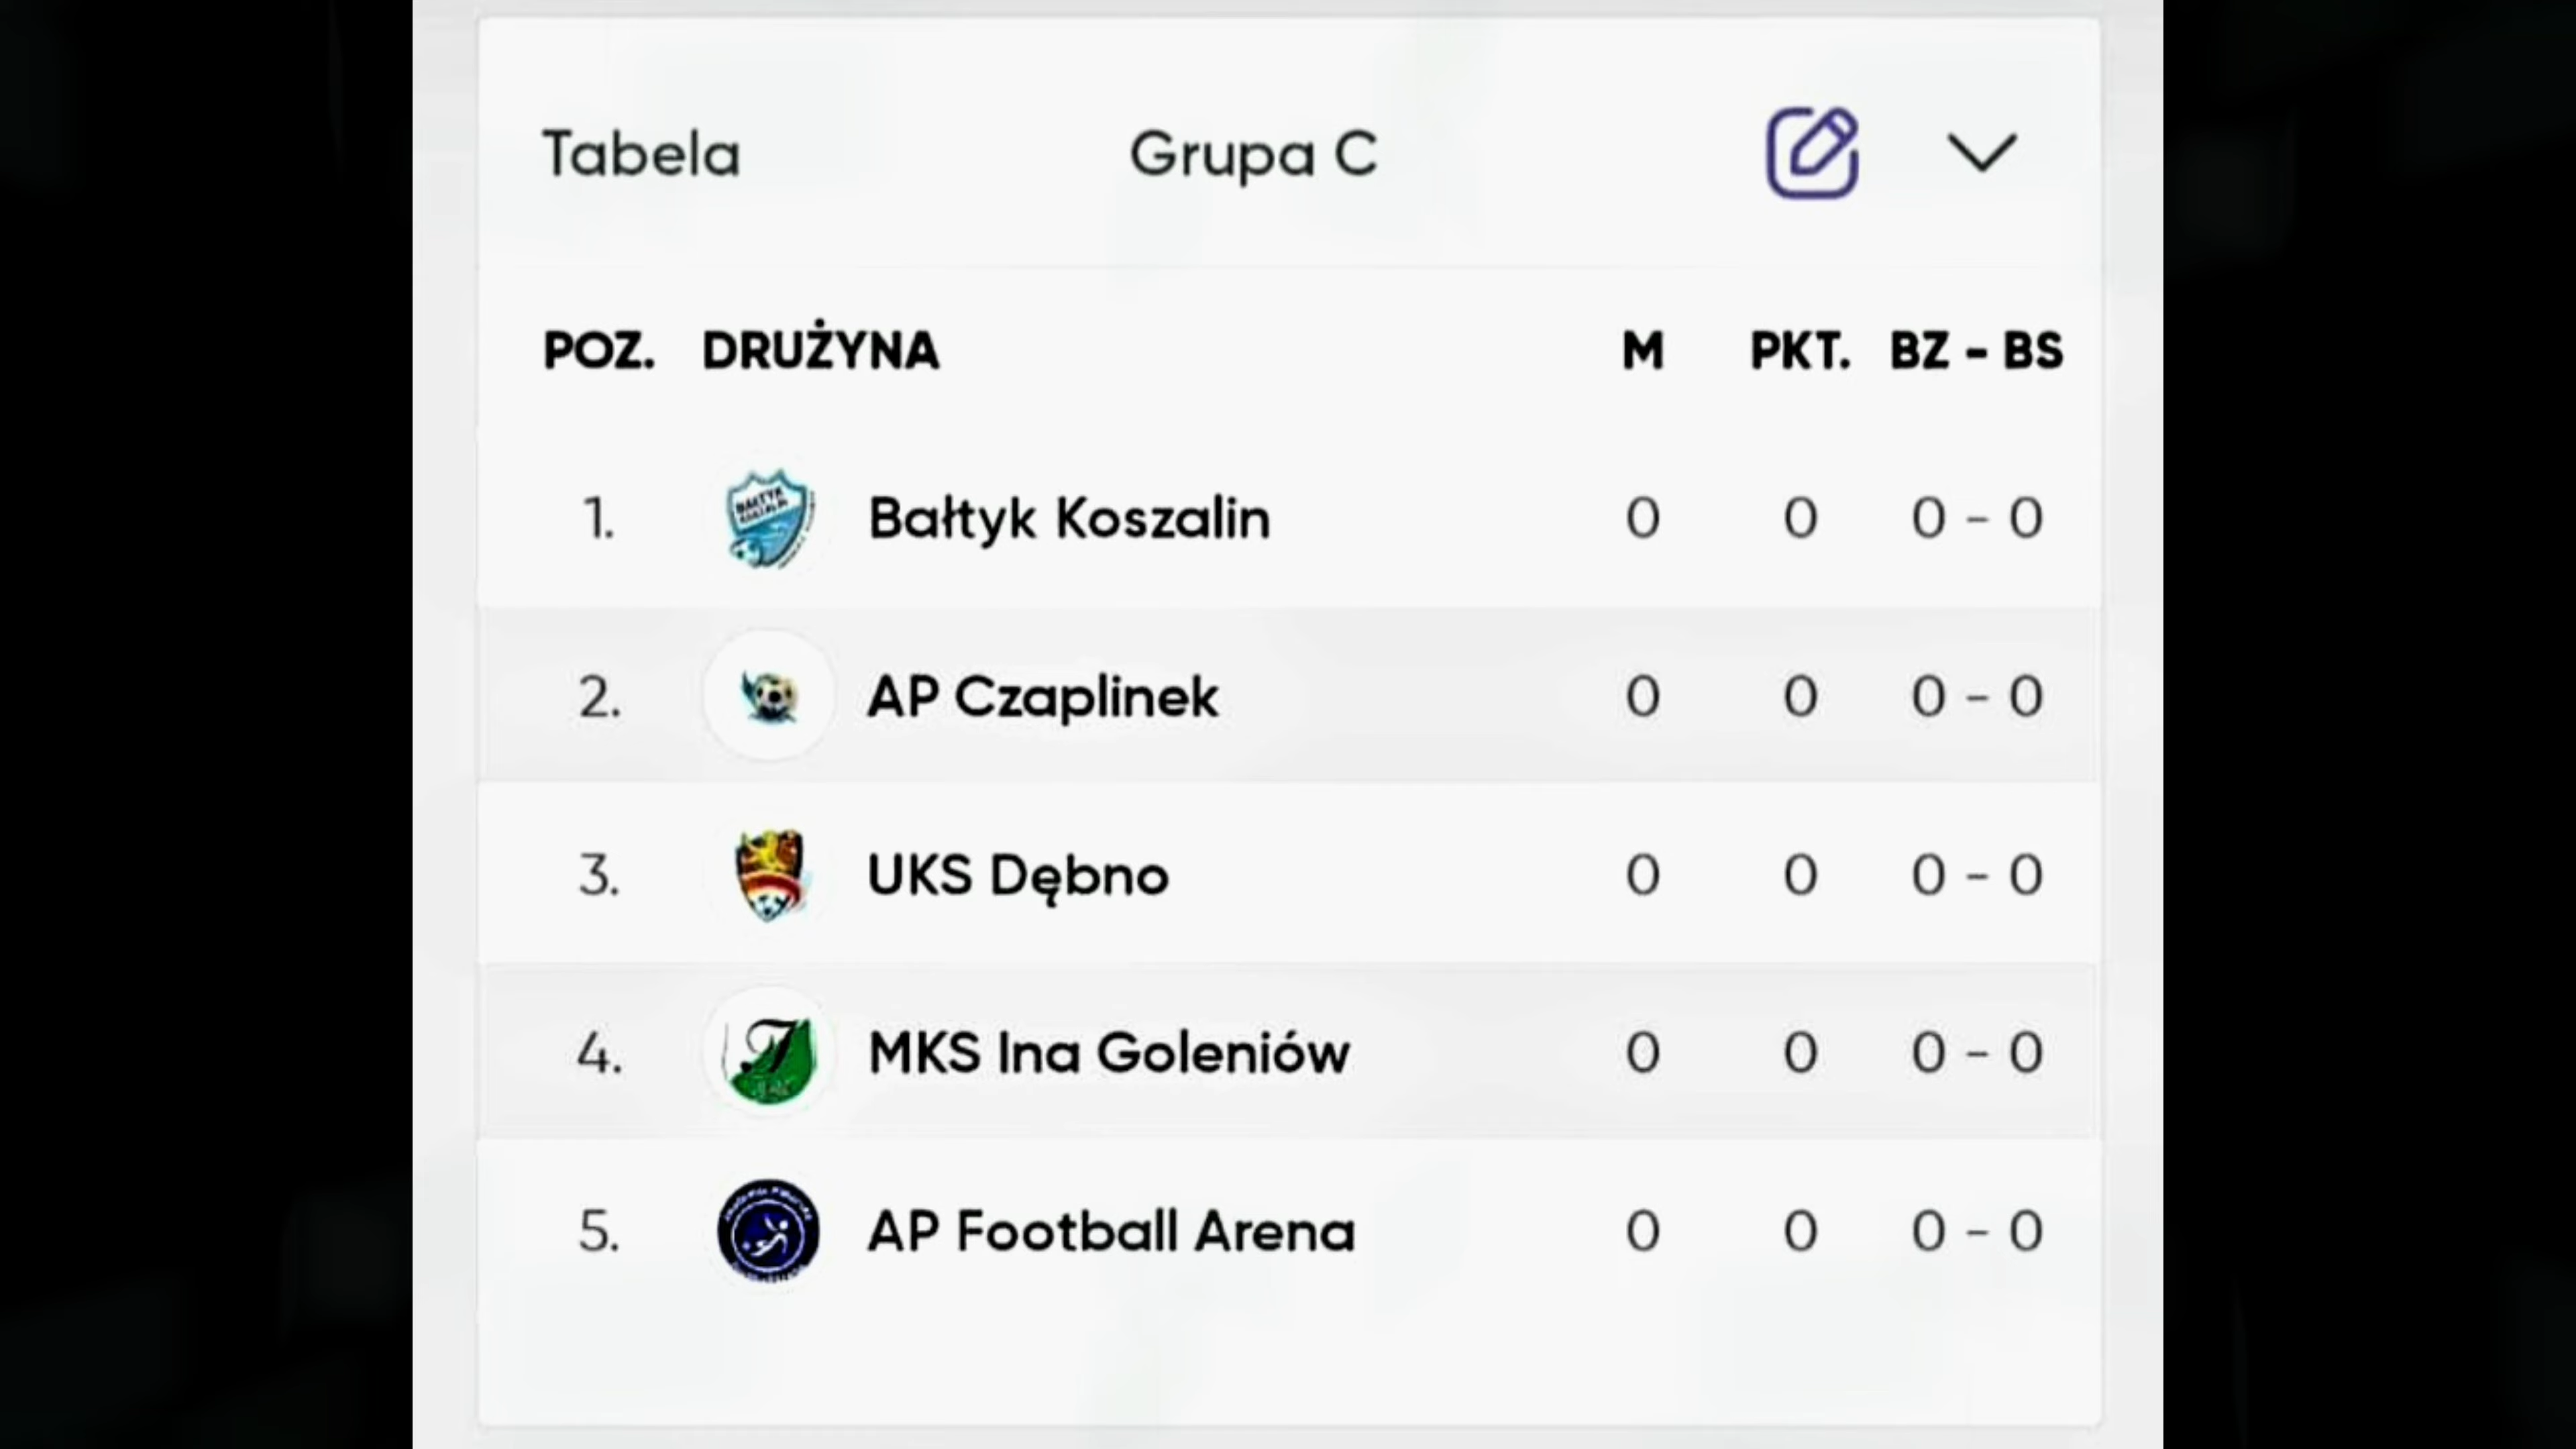 Tabela Grupa C
POZ. DRUŻYNA M PKT. BZ - BS
1. BAŁTYK KOSZALIN Bałtyk Koszalin 0 0 0 - 0
2. AP Czaplinek 0 0 0 - 0
3. UKS Dębno 0 0 0 - 0
4. MKS Ina Goleniów 0 0 0 - 0
5. AP Football Arena 0 0 0 - 0